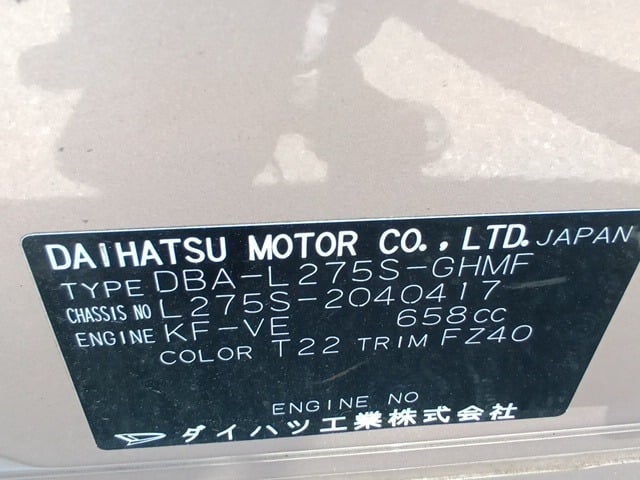 DAIHATSU MOTOR CO., LTD. JAPAN
TYPE DBA-L275S-GHMF
CHASSIS NO L275S-2040417
ENGINE KF-VE 658CC
COLOR T22 TRIM FZ40
ENGINE NO
ダイハツ工業株式会社